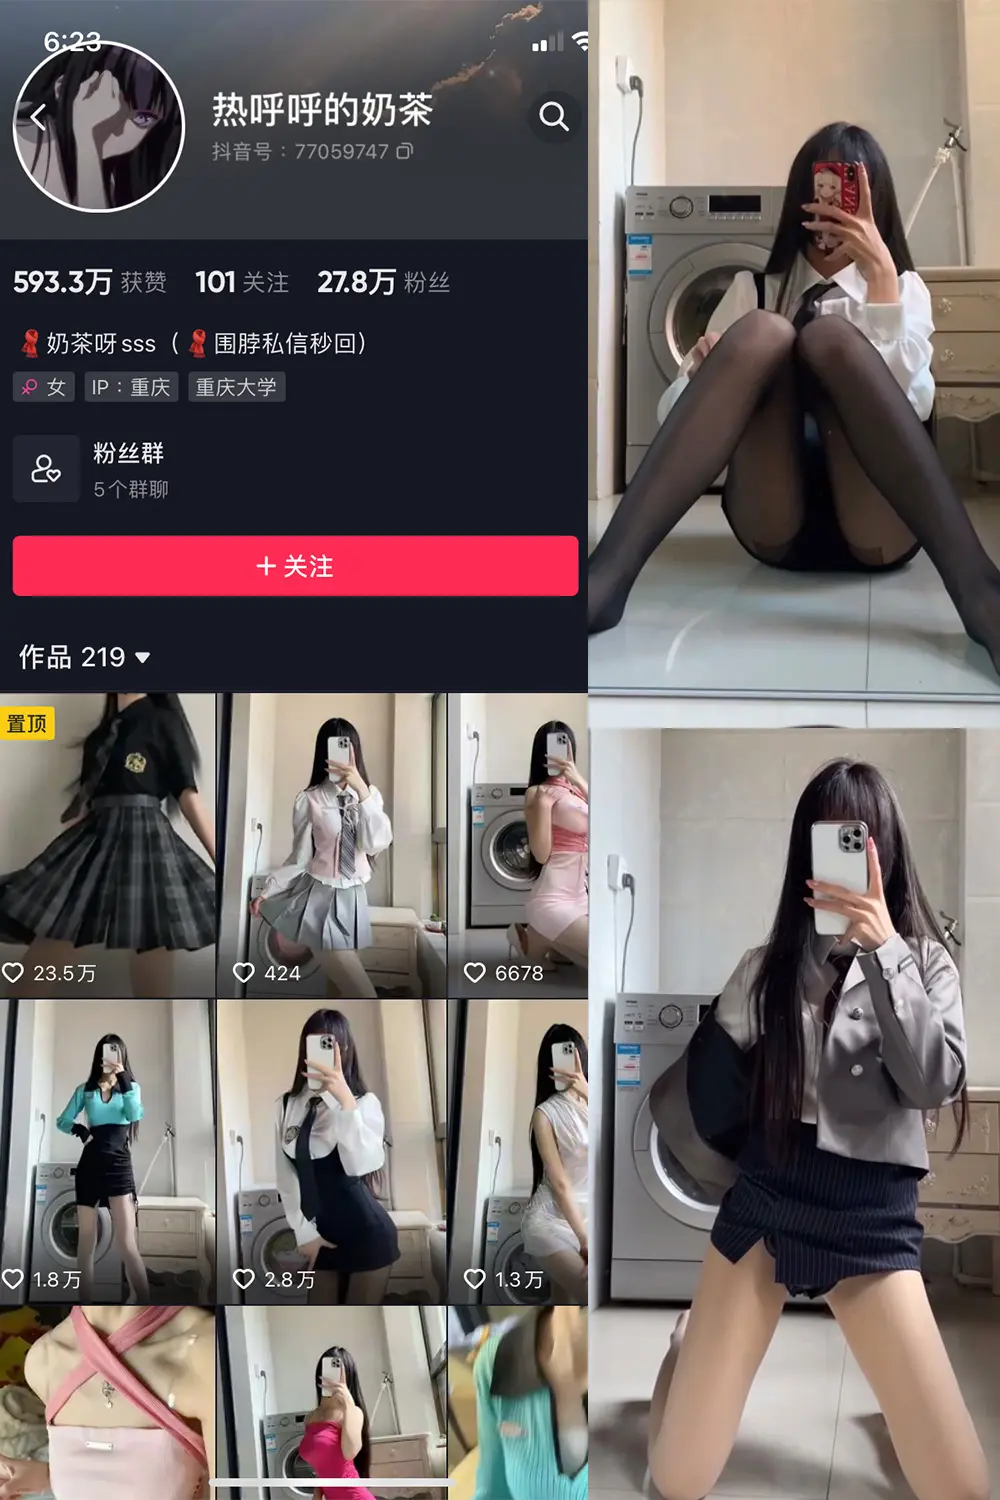 6:23
热呼呼的奶茶
抖音号：77059747
593.3万 获赞 101 关注 27.8万 粉丝
奶茶呀sss（ 围脖私信秒回）
女 IP：重庆 重庆大学
粉丝群
5个群聊
+ 关注
作品 219
置顶
23.5万 424 6678
1.8万 2.8万 1.3万